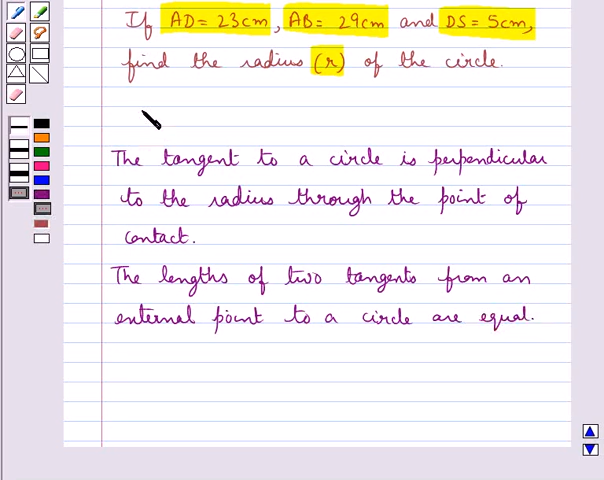 If AD = 23cm, AB = 29cm and DS = 5cm,
find the radius (r) of the circle.
The tangent to a circle is perpendicular
to the radius through the point of
contact.
The lengths of two tangents from an
external point to a circle are equal.